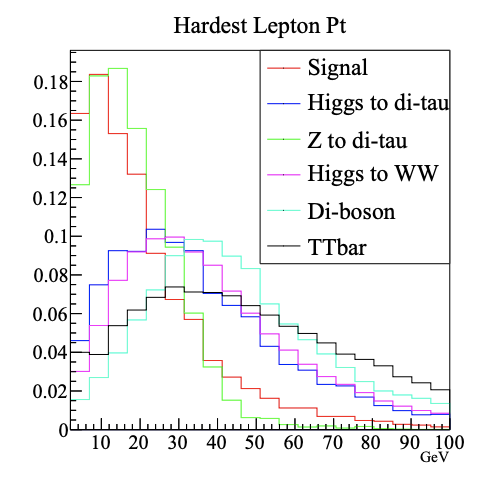 Hardest Lepton Pt
Signal
Higgs to di-tau
Z to di-tau
Higgs to WW
Di-boson
TTbar
0.18
0.16
0.14
0.12
0.1
0.08
0.06
0.04
0.02
0
10 20 30 40 50 60 70 80 90 100
GeV